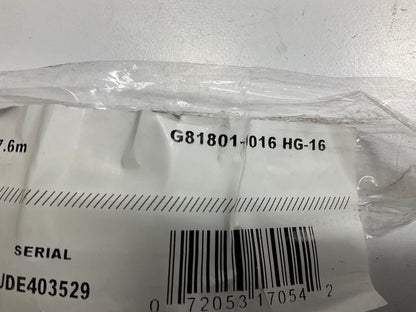 7.6m
G81801-016 HG-16
SERIAL
UDE403529
0 72053 17054 2